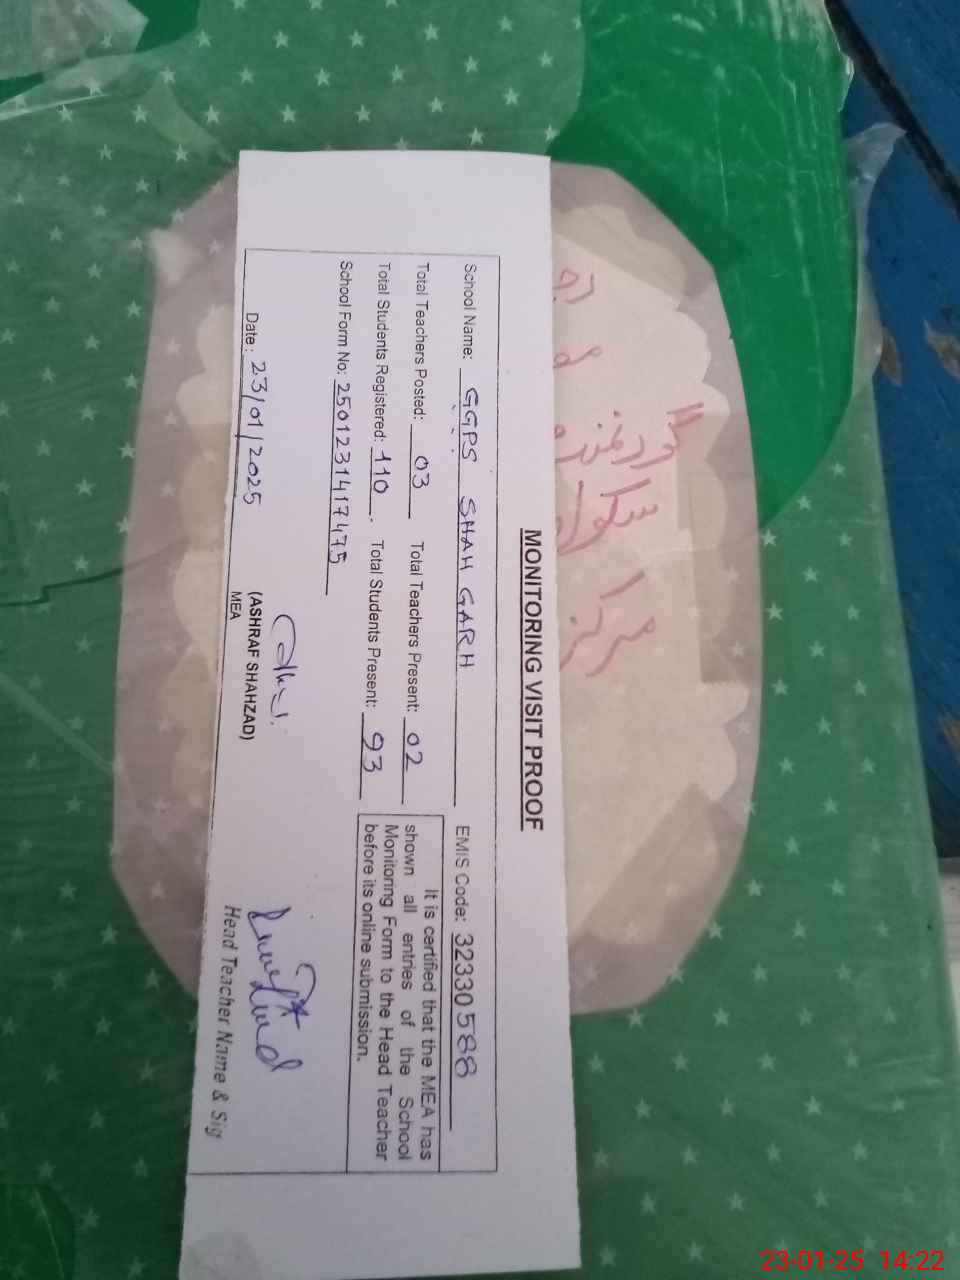 MONITORING VISIT PROOF
School Name: GGPS SHAH GARH EMIS Code: 32330588
Total Teachers Posted: 03 Total Teachers Present: 02
Total Students Registered: 110 Total Students Present: 93
School Form No: 2501231417475
It is certified that the MEA has
shown all entries of the School
Monitoring Form to the Head Teacher
before its online submission.
Date: 23/01/2025
(ASHRAF SHAHZAD)
MEA
Head Teacher Name & Sig
23-01-25 14:22